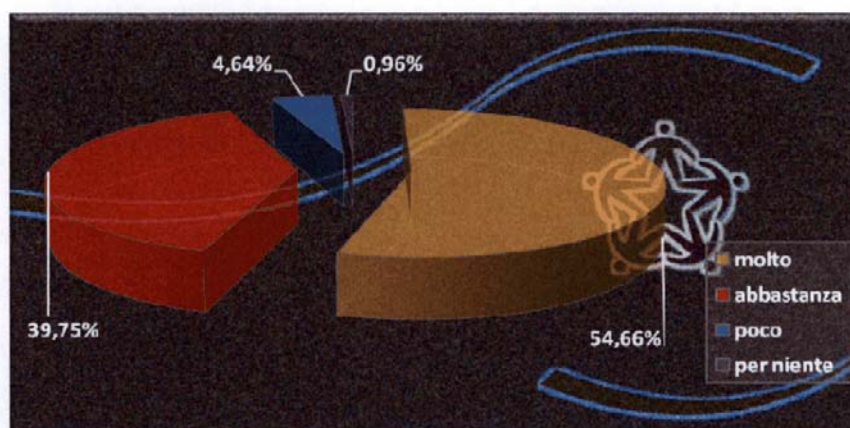 4,64%
0,96%
39,75%
54,66%
molto
abbastanza
poco
per niente